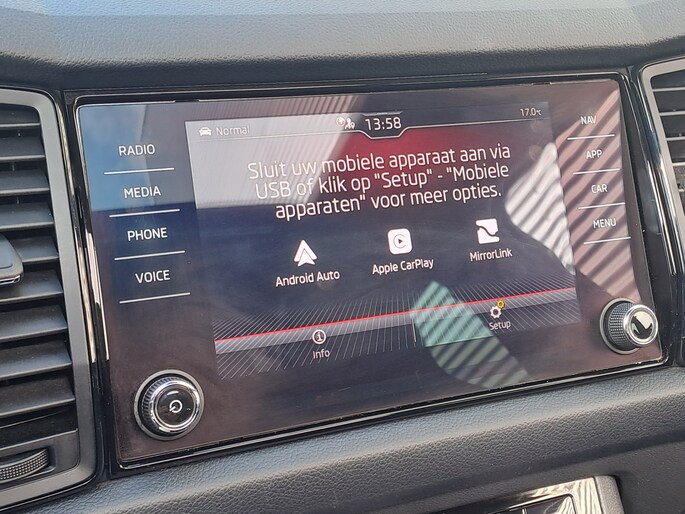 Normal
13:58
17.0°C
RADIO
MEDIA
PHONE
VOICE
Sluit uw mobiele apparaat aan via
USB of klik op "Setup" - "Mobiele
apparaten" voor meer opties.
Android Auto
Apple CarPlay
MirrorLink
Info
Setup
NAV
APP
CAR
MENU